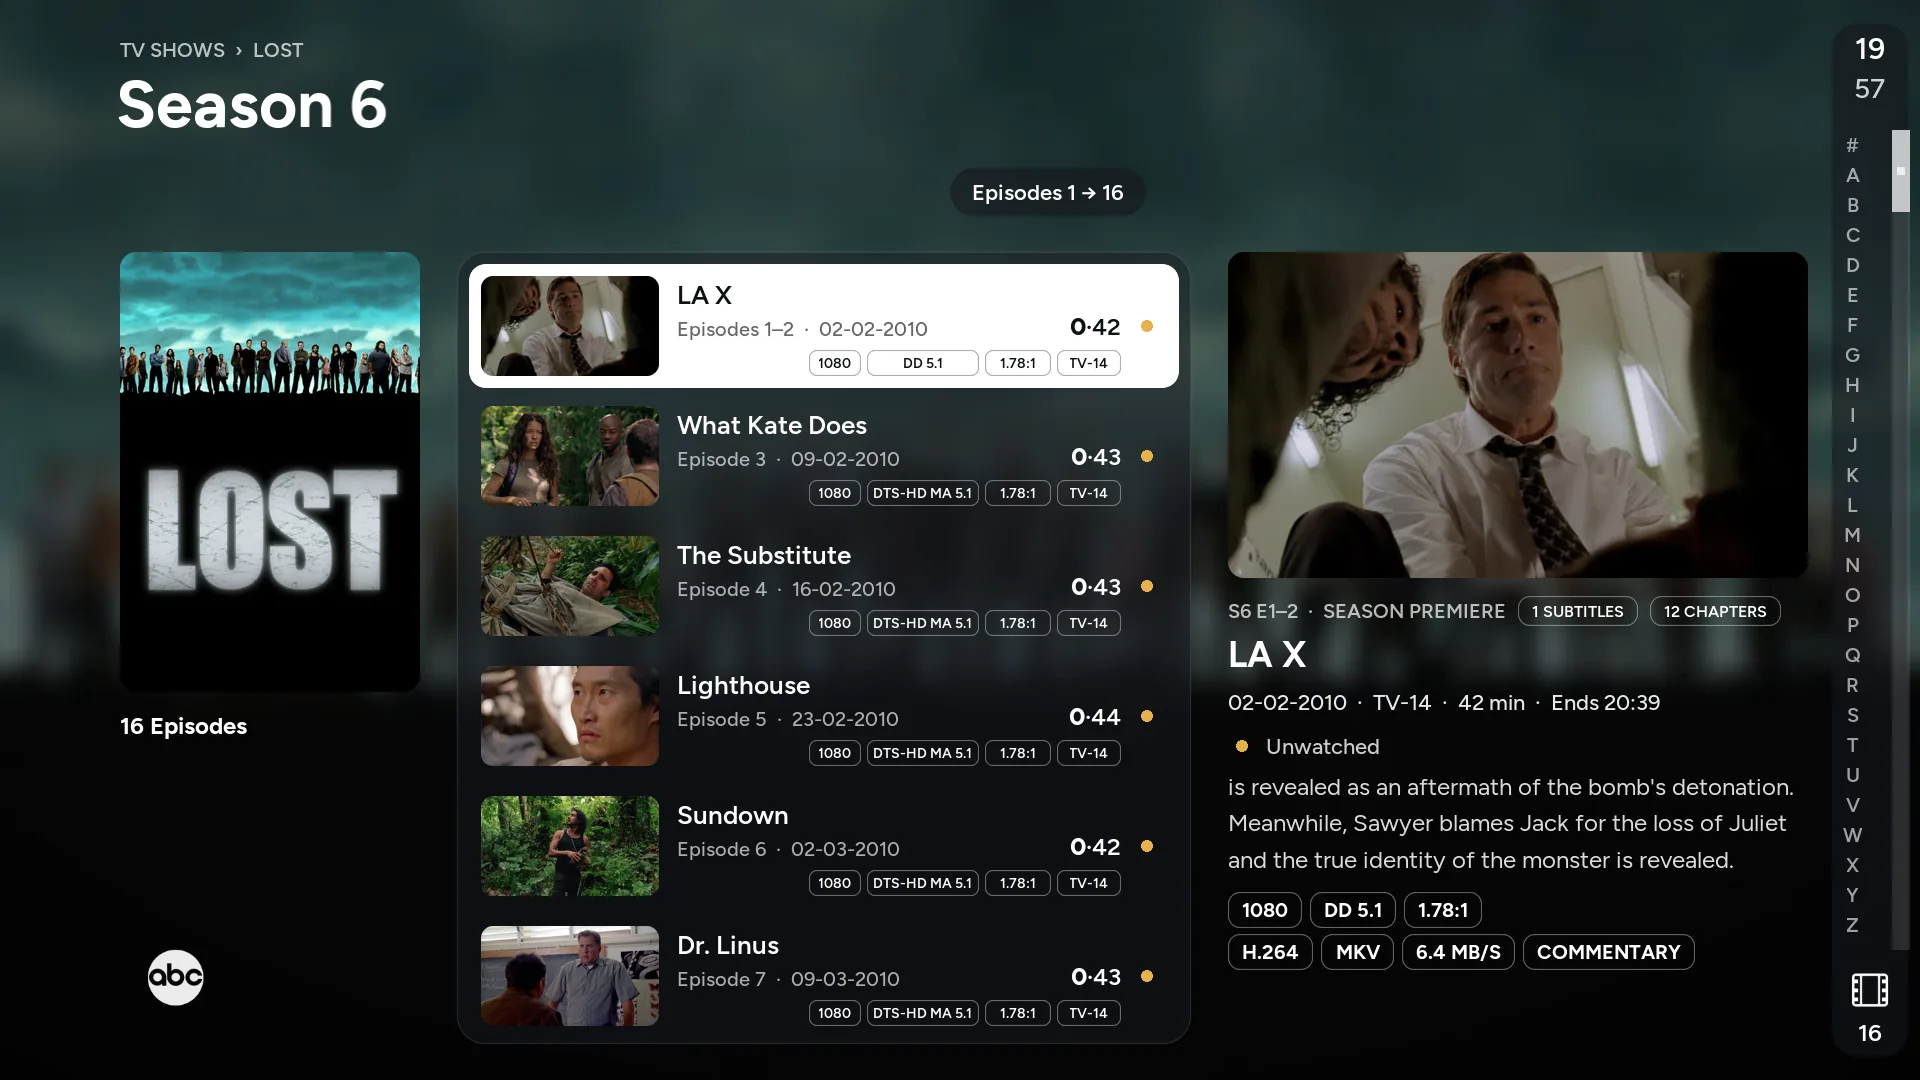 TV SHOWS › LOST
Season 6
19
57
Episodes 1 → 16
LOST
16 Episodes
abc
LA X
Episodes 1–2 · 02-02-2010
0·42
1080 DD 5.1 1.78:1 TV-14
What Kate Does
Episode 3 · 09-02-2010
0·43
1080 DTS-HD MA 5.1 1.78:1 TV-14
The Substitute
Episode 4 · 16-02-2010
0·43
1080 DTS-HD MA 5.1 1.78:1 TV-14
Lighthouse
Episode 5 · 23-02-2010
0·44
1080 DTS-HD MA 5.1 1.78:1 TV-14
Sundown
Episode 6 · 02-03-2010
0·42
1080 DTS-HD MA 5.1 1.78:1 TV-14
Dr. Linus
Episode 7 · 09-03-2010
0·43
1080 DTS-HD MA 5.1 1.78:1 TV-14
S6 E1–2 · SEASON PREMIERE 1 SUBTITLES 12 CHAPTERS
LA X
02-02-2010 · TV-14 · 42 min · Ends 20:39
Unwatched
is revealed as an aftermath of the bomb's detonation.
Meanwhile, Sawyer blames Jack for the loss of Juliet
and the true identity of the monster is revealed.
1080 DD 5.1 1.78:1
H.264 MKV 6.4 MB/S COMMENTARY
#
A
B
C
D
E
F
G
H
I
J
K
L
M
N
O
P
Q
R
S
T
U
V
W
X
Y
Z
16